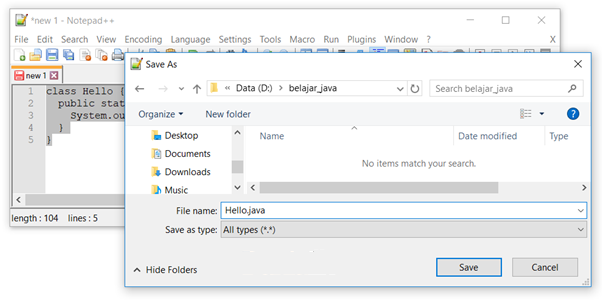 *new 1 - Notepad++
File Edit Search View Encoding Language Settings Tools Macro Run Plugins Window ? X
new 1
1 class Hello {
2 public stat
3 System.ou
4 }
5 }
length : 104 lines : 5
Save As
« Data (D:) > belajar_java
Search belajar_java
Organize New folder
Name Date modified Type
No items match your search.
Desktop
Documents
Downloads
Music
File name: Hello.java
Save as type: All types (*.*)
Hide Folders Save Cancel